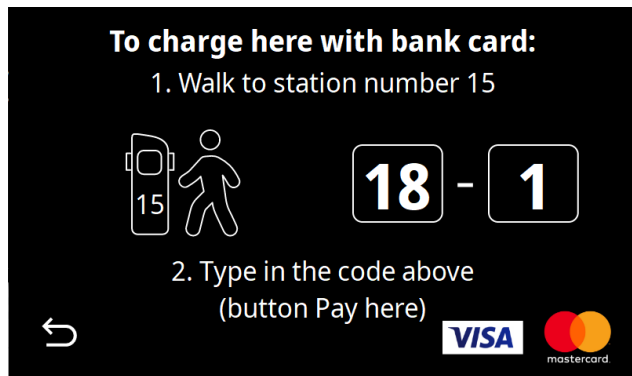 To charge here with bank card:
1. Walk to station number 15
15
18 - 1
2. Type in the code above
(button Pay here)
VISA
mastercard.